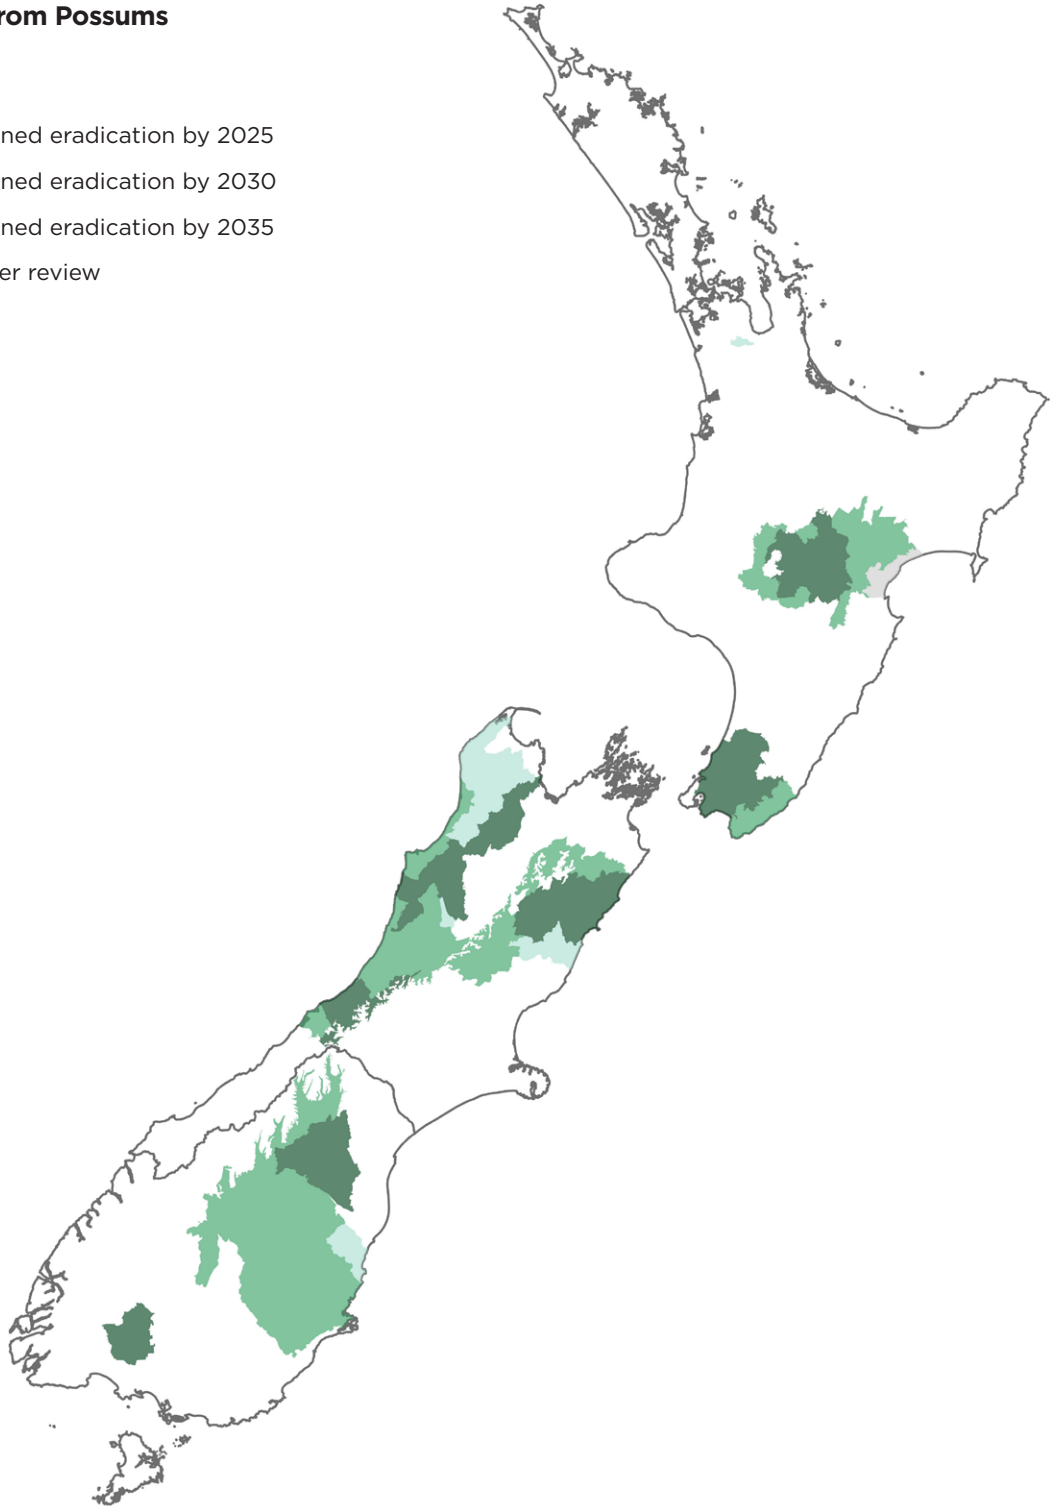 rom Possums
ned eradication by 2025
ned eradication by 2030
ned eradication by 2035
er review